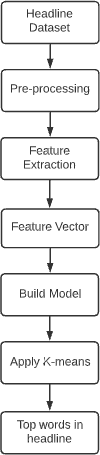 Headline
Dataset
Pre-processing
Feature
Extraction
Feature Vector
Build Model
Apply K-means
Top words in
headline